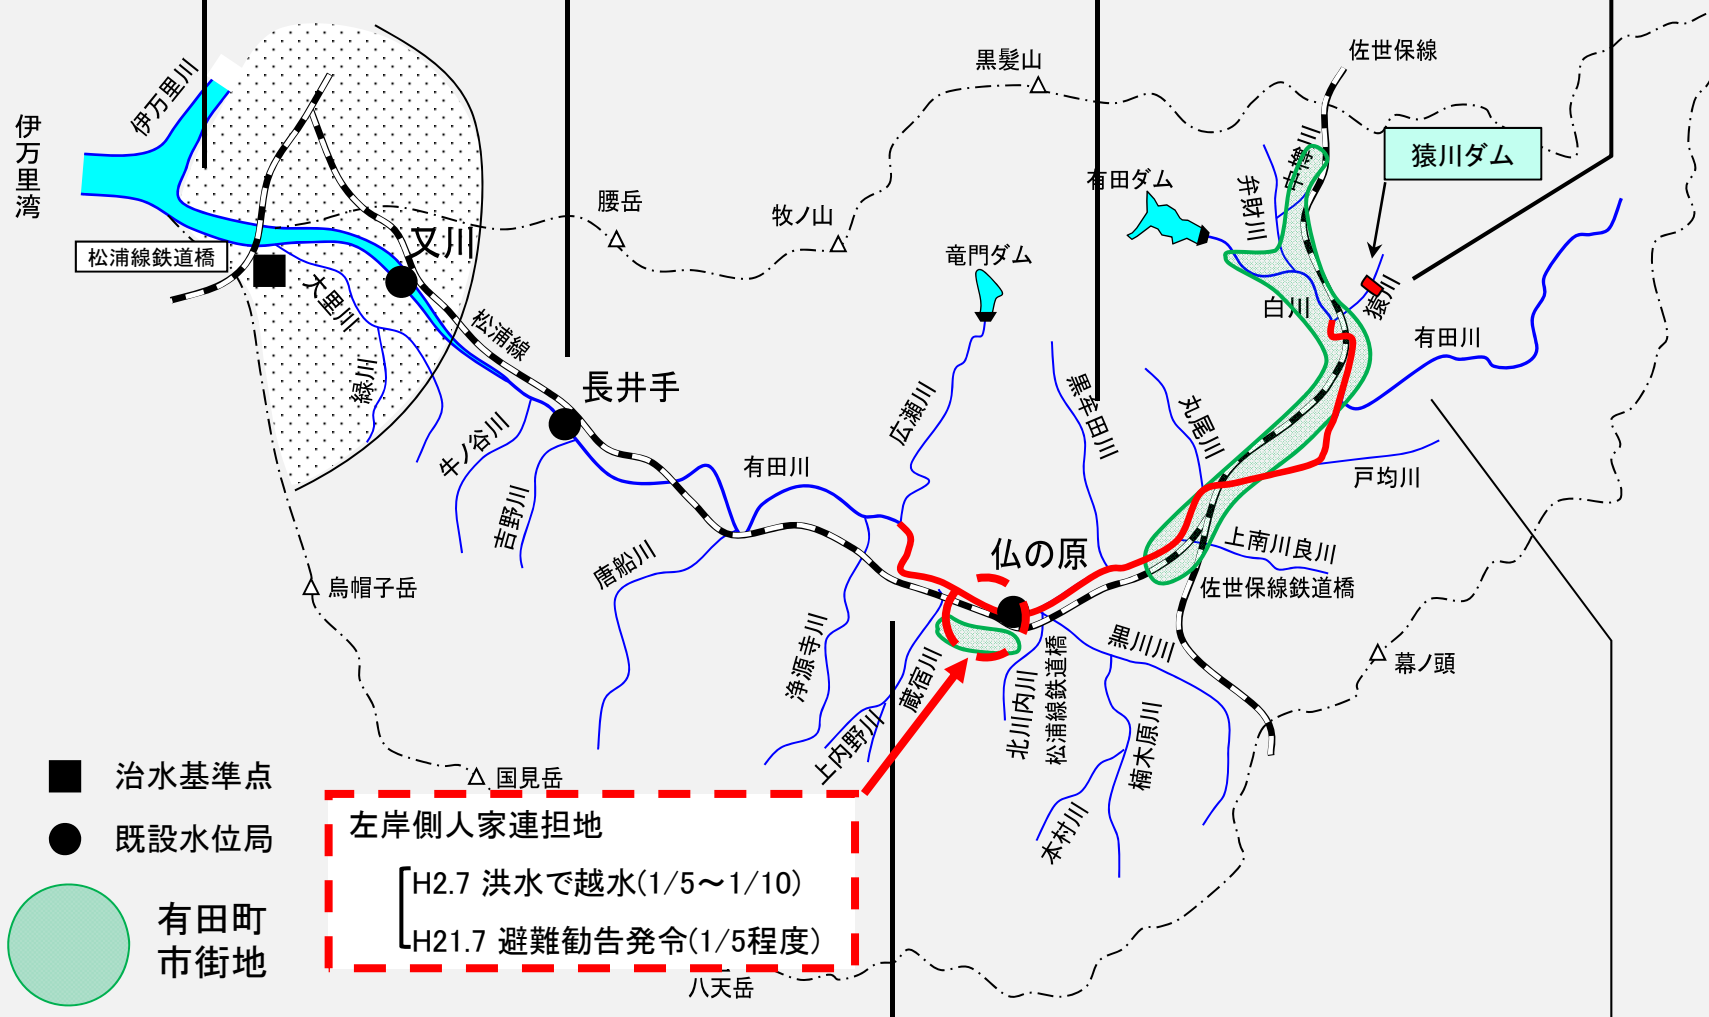 伊万里川
伊万里湾
松浦線鉄道橋
又川
大里川
緑川
松浦線
長井手
牛ノ谷川
吉野川
腰岳
牧ノ山
黒髪山
佐世保線
猿川ダム
有田ダム
弁財川
竜門ダム
白川
猿川
有田川
広瀬川
黒牟田川
丸尾川
戸均川
有田川
仏の原
上南川良川
佐世保線鉄道橋
唐船川
烏帽子岳
浄源寺川
蔵宿川
上内野川
北川内川
松浦線鉄道橋
黒川川
楠木原川
本村川
幕ノ頭
国見岳
八天岳
治水基準点
既設水位局
有田町
市街地
左岸側人家連担地
H2.7 洪水で越水(1/5～1/10)
H21.7 避難勧告発令(1/5程度)